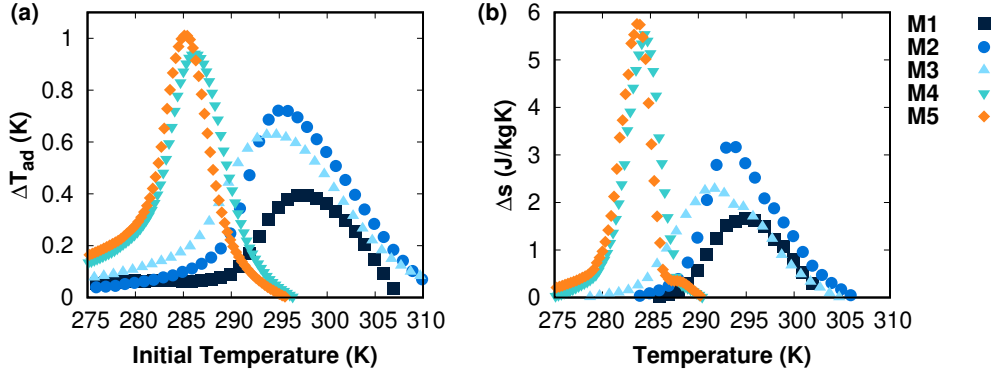 (a)
ΔT_ad (K)
1
0.8
0.6
0.4
0.2
0
275 280 285 290 295 300 305 310
Initial Temperature (K)
(b)
Δs (J/kgK)
6
5
4
3
2
1
0
275 280 285 290 295 300 305 310
Temperature (K)
M1
M2
M3
M4
M5